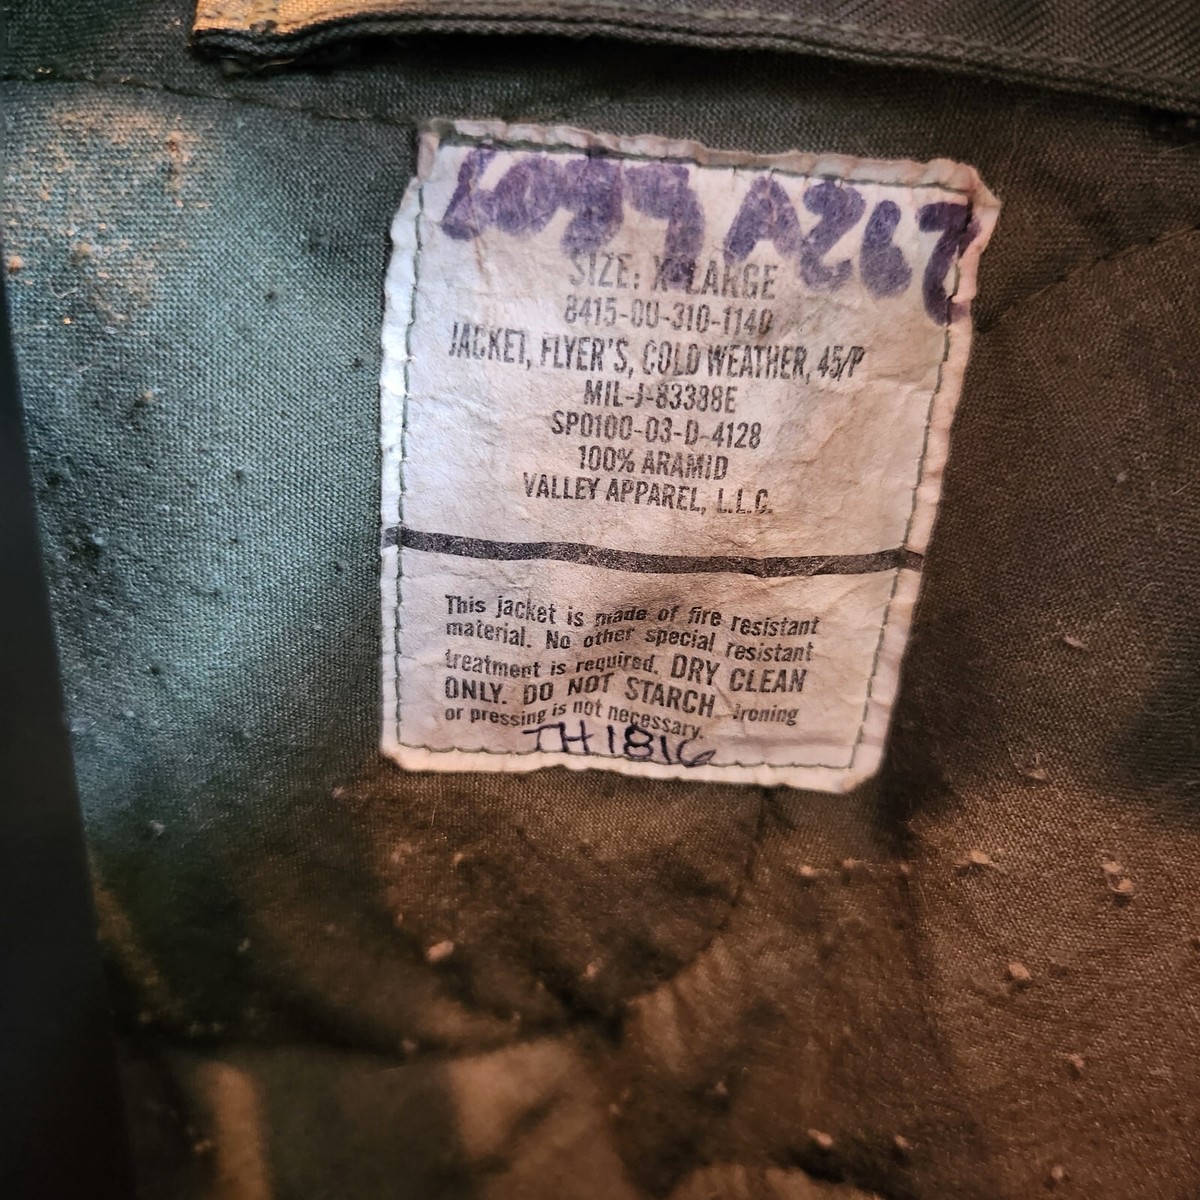 SIZE: X-LARGE
8415-00-310-1140
JACKET, FLYER'S, COLD WEATHER, 45/P
MIL-J-83388E
SP0100-03-D-4128
100% ARAMID
VALLEY APPAREL, L.L.C.
This jacket is made of fire resistant
material. No other special resistant
treatment is required. DRY CLEAN
ONLY. DO NOT STARCH Ironing
or pressing is not necessary.
TH1816